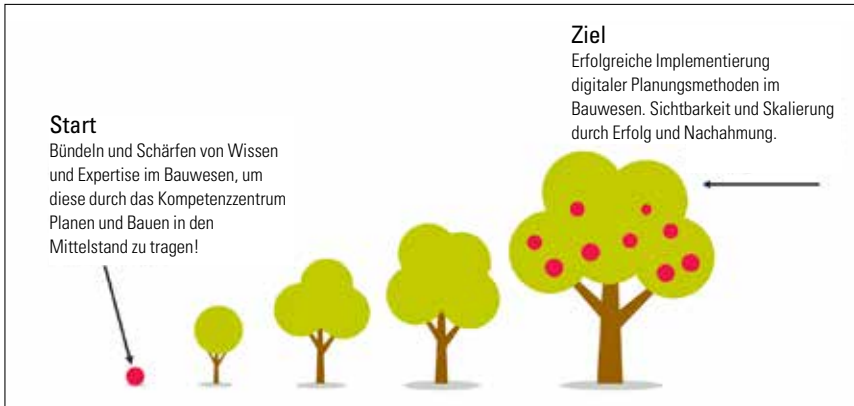 Start
Bündeln und Schärfen von Wissen
und Expertise im Bauwesen, um
diese durch das Kompetenzzentrum
Planen und Bauen in den
Mittelstand zu tragen!
Ziel
Erfolgreiche Implementierung
digitaler Planungsmethoden im
Bauwesen. Sichtbarkeit und Skalierung
durch Erfolg und Nachahmung.